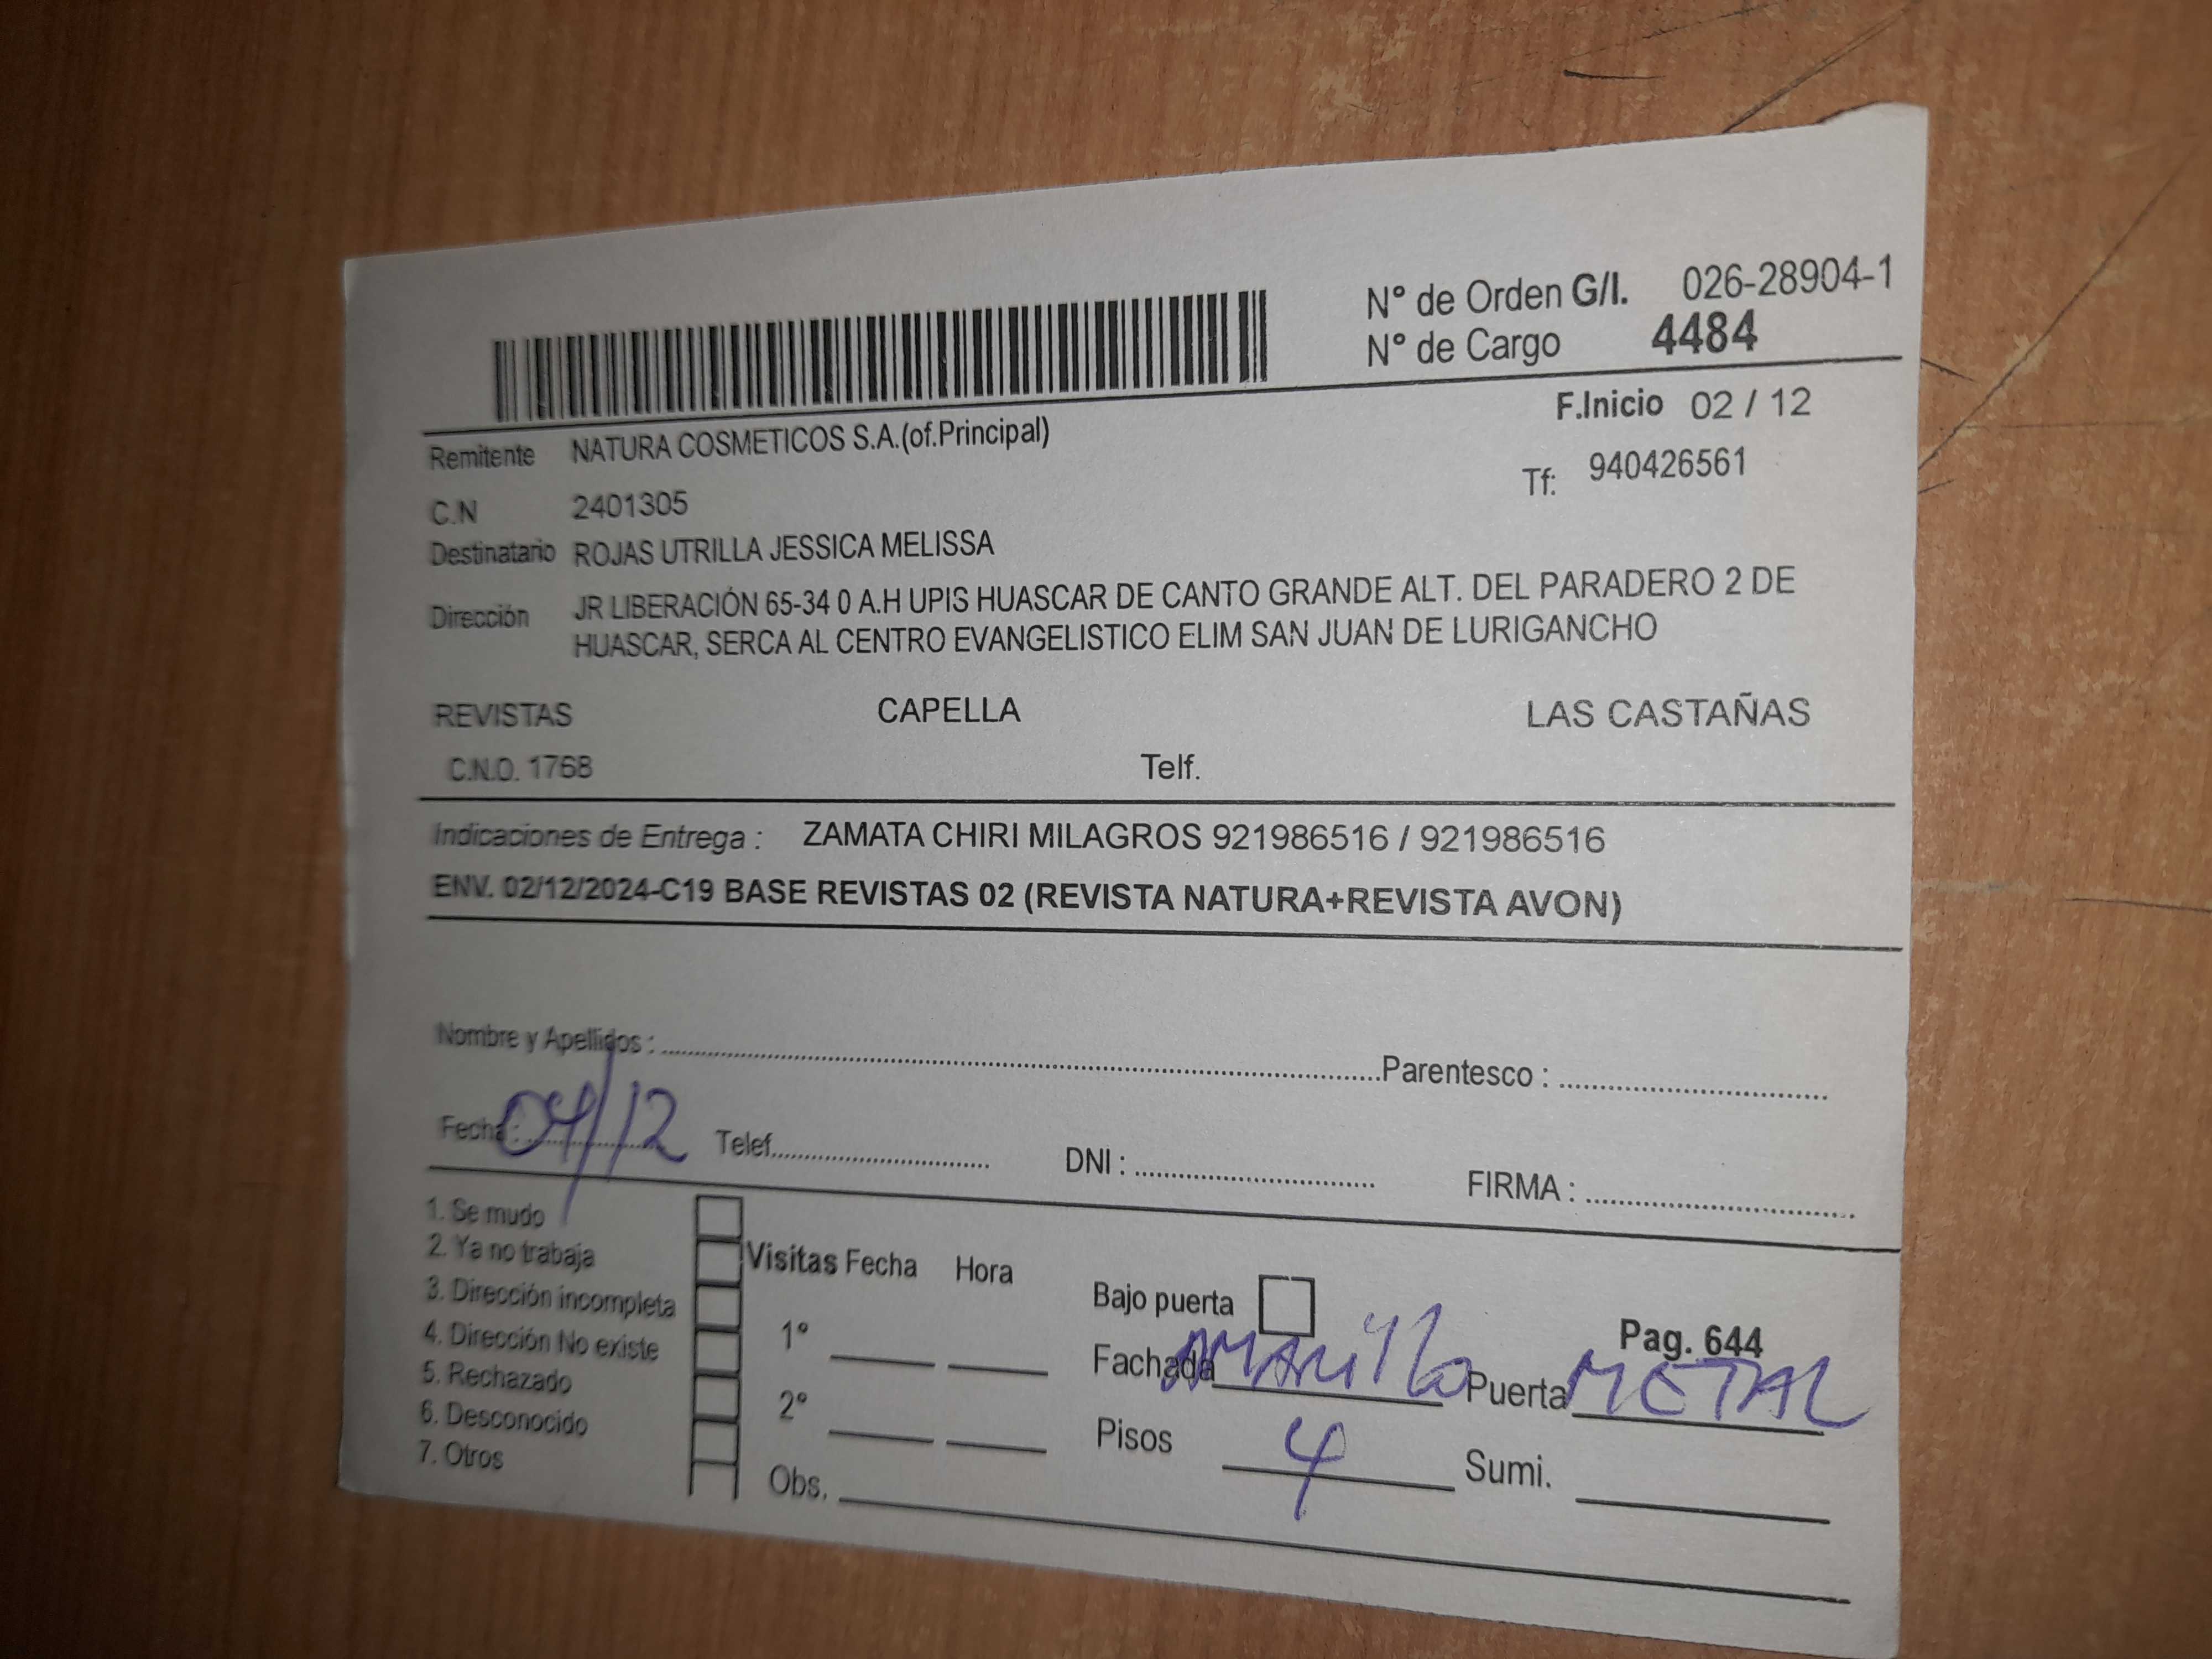 N° de Orden G/I. 026-28904-1
N° de Cargo 4484
F.Inicio 02 / 12
Remitente NATURA COSMETICOS S.A.(of.Principal)
Tf: 940426561
C.N 2401305
Destinatario ROJAS UTRILLA JESSICA MELISSA
Dirección JR LIBERACIÓN 65-34 0 A.H UPIS HUASCAR DE CANTO GRANDE ALT. DEL PARADERO 2 DE
HUASCAR, SERCA AL CENTRO EVANGELISTICO ELIM SAN JUAN DE LURIGANCHO
REVISTAS CAPELLA LAS CASTAÑAS
C.N.O. 1768 Telf.
Indicaciones de Entrega : ZAMATA CHIRI MILAGROS 921986516 / 921986516
ENV. 02/12/2024-C19 BASE REVISTAS 02 (REVISTA NATURA+REVISTA AVON)
Nombre y Apellidos : Parentesco :
Fecha : 04/12 Telef. DNI : FIRMA :
1. Se mudo
2. Ya no trabaja Visitas Fecha Hora
3. Dirección incompleta Bajo puerta Pag. 644
4. Dirección No existe 1° Fachada AMARillo Puerta METAL
5. Rechazado
6. Desconocido 2° Pisos 4 Sumi.
7. Otros Obs.